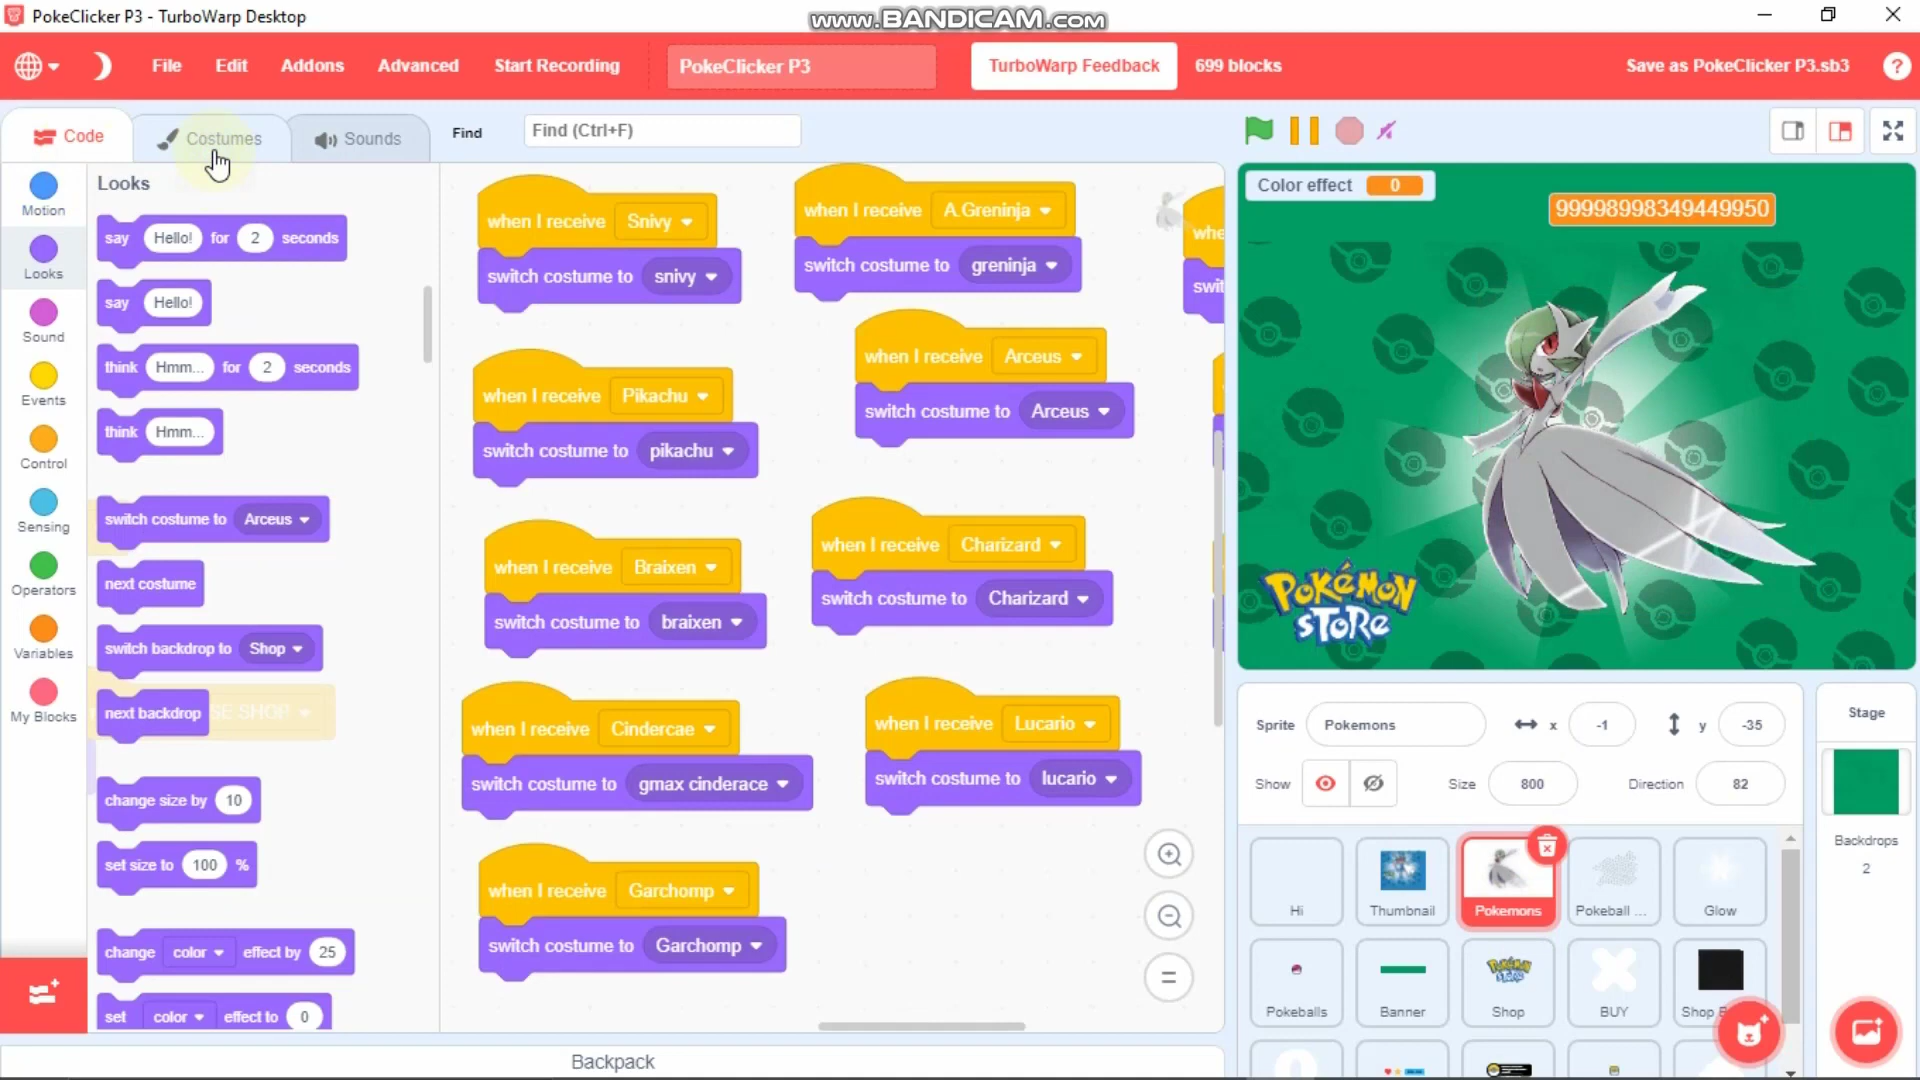 PokeClicker P3 - TurboWarp Desktop
www.BANDICAM.COM
File
Edit
Addons
Advanced
Start Recording
PokeClicker P3
TurboWarp Feedback
699 blocks
Save as PokeClicker P3.sb3
?
Code
Costumes
Sounds
Find
Find (Ctrl+F)
Motion
Looks
Sound
Events
Control
Sensing
Operators
Variables
My Blocks
Looks
say Hello! for 2 seconds
say Hello!
think Hmm... for 2 seconds
think Hmm...
switch costume to Arceus
next costume
switch backdrop to Shop
next backdrop
SE SHOP
change size by 10
set size to 100 %
change color effect by 25
set color effect to 0
when I receive Snivy
switch costume to snivy
when I receive Pikachu
switch costume to pikachu
when I receive Braixen
switch costume to braixen
when I receive Cindercae
switch costume to gmax cinderace
when I receive Garchomp
switch costume to Garchomp
when I receive A.Greninja
switch costume to greninja
when I receive Arceus
switch costume to Arceus
when I receive Charizard
switch costume to Charizard
when I receive Lucario
switch costume to lucario
whe
swit
Backpack
Color effect 0
99998998349449950
POKéMON
STORE
Sprite Pokemons x -1 y -35
Show Size 800 Direction 82
Hi
Thumbnail
Pokemons
Pokeball ...
Glow
Pokeballs
Banner
Shop
BUY
Shop
Stage
Backdrops
2